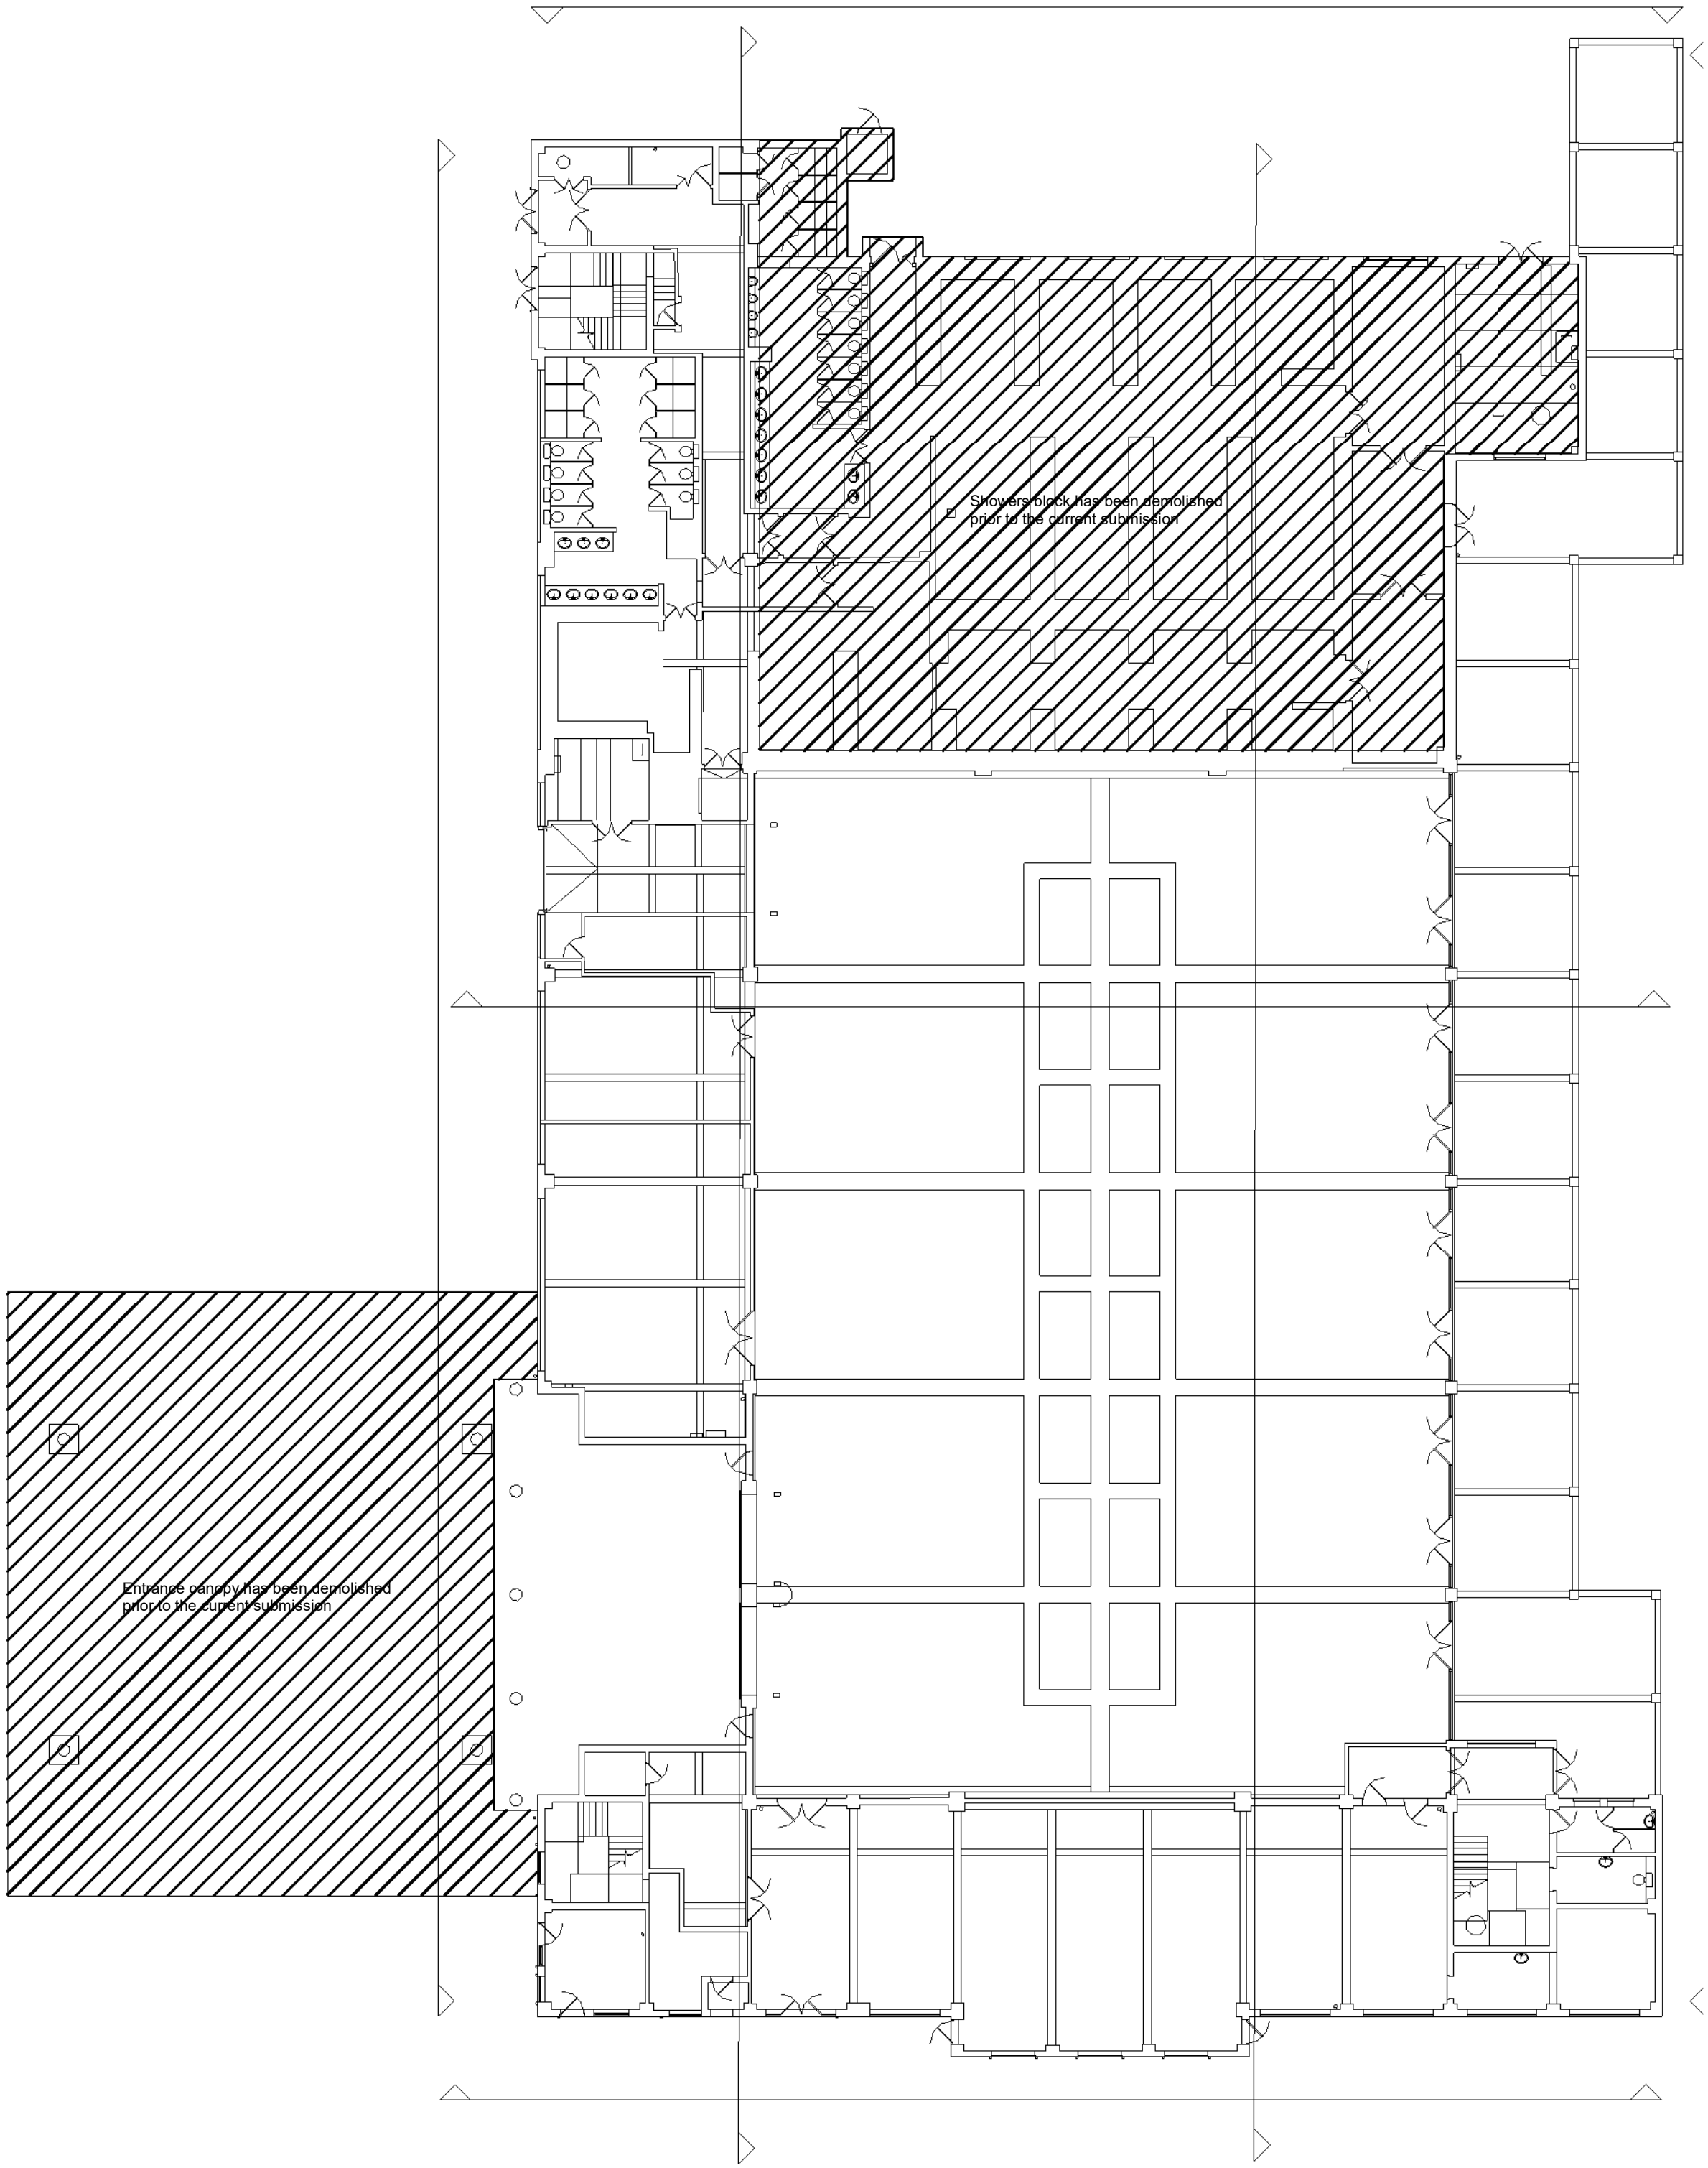 Showers block has been demolished
prior to the current submission
Entrance canopy has been demolished
prior to the current submission